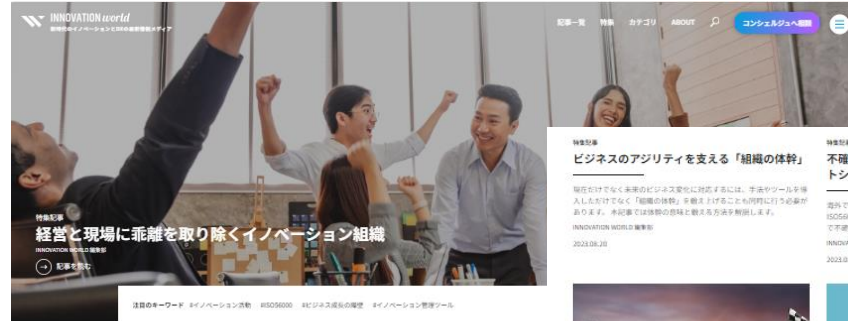 INNOVATION world
新時代のイノベーションとDXの最新情報メディア
記事一覧 特集 カテゴリ ABOUT コンシェルジュへ相談
特集記事
経営と現場に乖離を取り除くイノベーション組織
INNOVATION WORLD 編集部
記事を読む
注目のキーワード #イノベーション活動 #ISO56000 #ビジネス成長の障壁 #イノベーション管理ツール
特集記事
ビジネスのアジリティを支える「組織の体幹」
現在だけでなく未来のビジネス変化に対応するには、手法やツールを導
入しただけでなく「組織の体幹」を鍛え上げることも同時に行う必要が
あります。 本記事では体幹の意味と鍛える方法を解説します。
INNOVATION WORLD 編集部
2023.08.20
特集記
不確
トシ
海外で
ISO56
て不確
INNOVA
2023.0